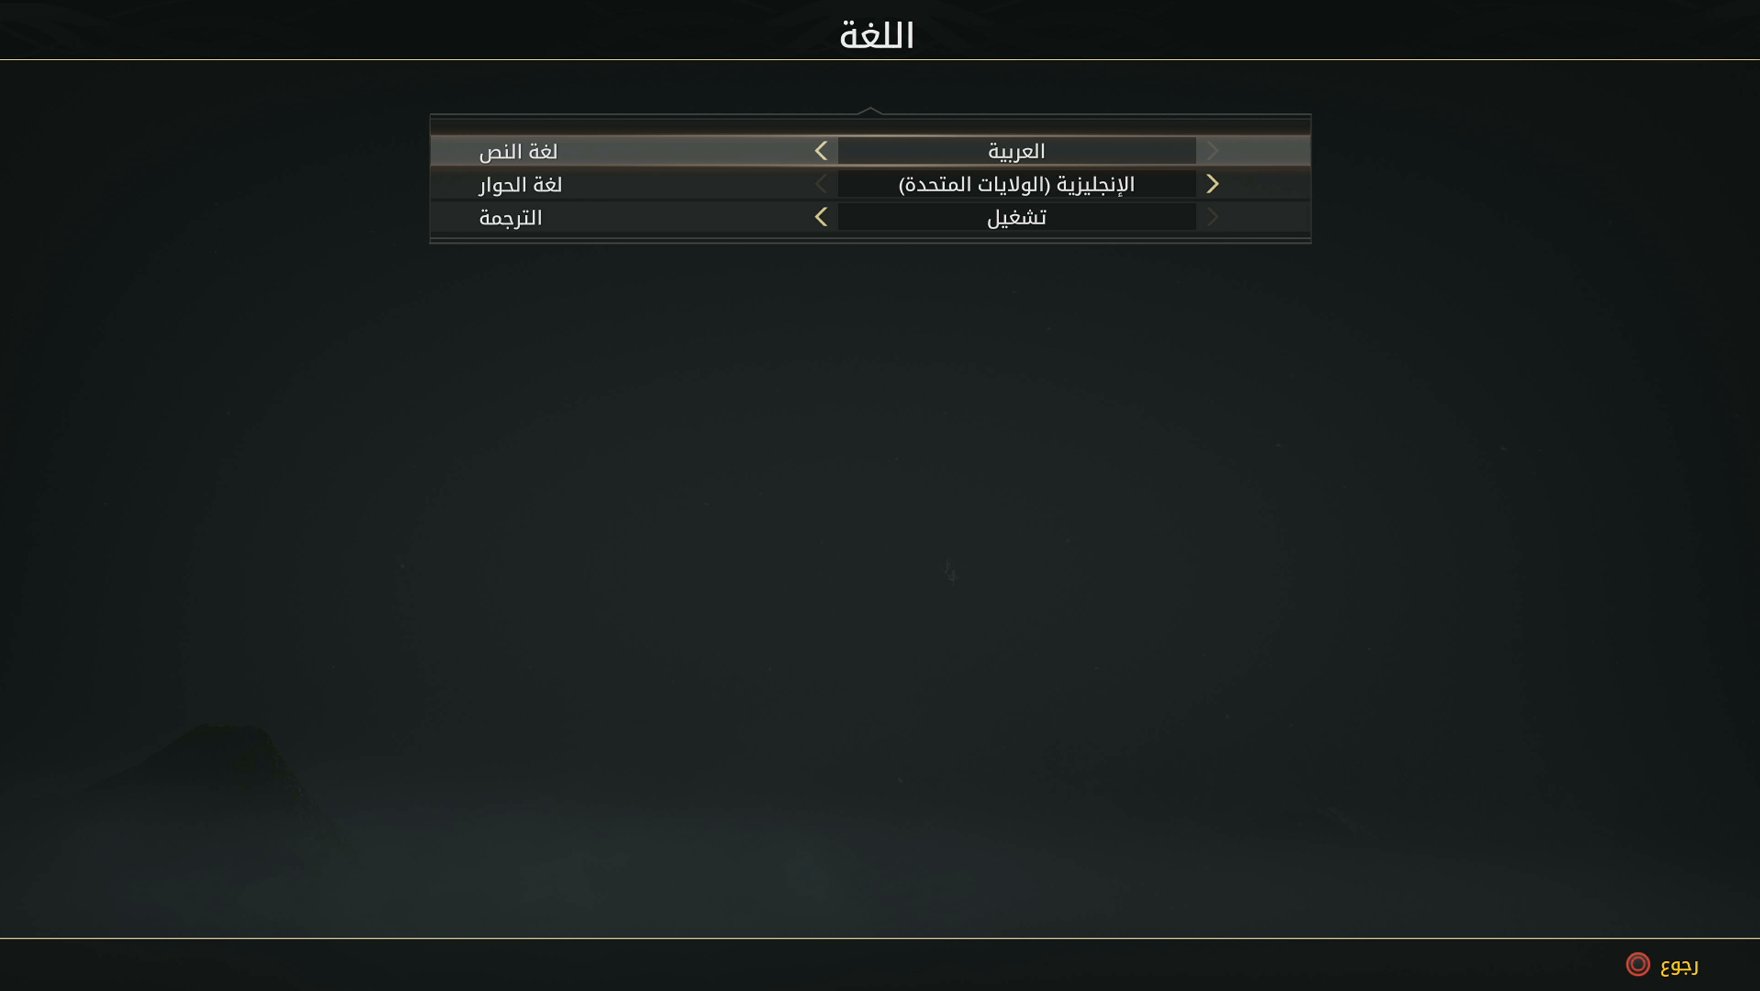 اللغة
لغة النص العربية
لغة الحوار الإنجليزية (الولايات المتحدة)
الترجمة تشغيل
رجوع